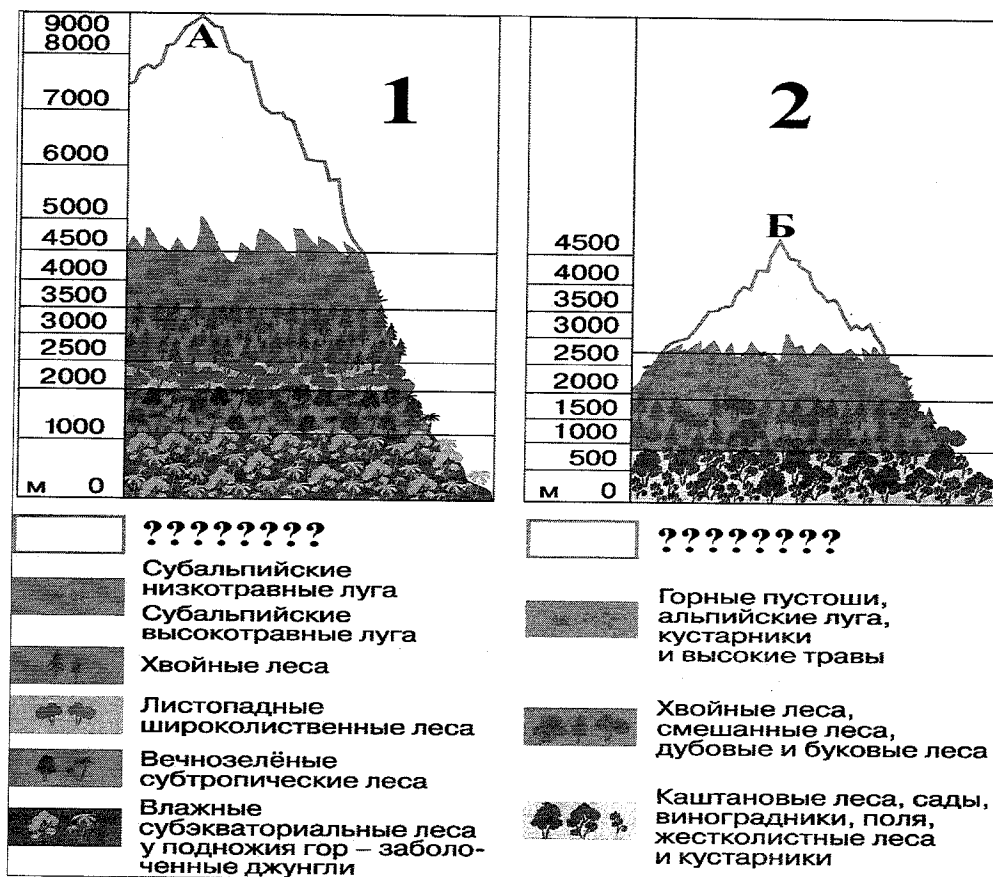 9000
8000
7000
6000
5000
4500
4000
3500
3000
2500
2000
1000
м 0
А
1
4500
4000
3500
3000
2500
2000
1500
1000
500
м 0
Б
2
????????
Субальпийские
низкотравные луга
Субальпийские
высокотравные луга
Хвойные леса
Листопадные
широколиственные леса
Вечнозелёные
субтропические леса
Влажные
субэкваториальные леса
у подножия гор – заболо-
ченные джунгли
????????
Горные пустоши,
альпийские луга,
кустарники
и высокие травы
Хвойные леса,
смешанные леса,
дубовые и буковые леса
Каштановые леса, сады,
виноградники, поля,
жестколистные леса
и кустарники